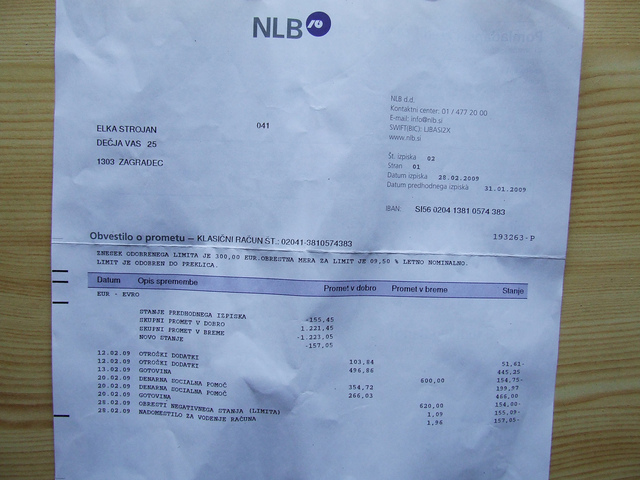 NLB
NLB d.d.
Kontaktni center: 01 / 477 20 00
E-mail: info@nlb.si
SWIFT(BIC): LJBASI2X
www.nlb.si
041
ELKA STROJAN
DEČJA VAS 25
1303 ZAGRADEC
Št. izpiska 02
Stran 01
Datum izpiska 28.02.2009
Datum predhodnega izpiska 31.01.2009
IBAN: SI56 0204 1381 0574 383
193263-P
Obvestilo o prometu – KLASIČNI RAČUN ŠT.: 02041-3810574383
ZNESEK ODOBRENEGA LIMITA JE 300,00 EUR.OBRESTNA MERA ZA LIMIT JE 09,50 % LETNO NOMINALNO.
LIMIT JE ODOBREN DO PREKLICA.
Datum Opis spremembe Promet v dobro Promet v breme Stanje
EUR - EVRO
STANJE PREDHODNEGA IZPISKA -155,45
SKUPNI PROMET V DOBRO 1.221,45
SKUPNI PROMET V BREME -1.223,05
NOVO STANJE -157,05
12.02.09 OTROŠKI DODATKI 103,84 51,61-
12.02.09 OTROŠKI DODATKI 496,86 445,25
13.02.09 GOTOVINA 600,00 154,75-
20.02.09 DENARNA SOCIALNA POMOČ 354,72 199,97
20.02.09 DENARNA SOCIALNA POMOČ 266,03 466,00
20.02.09 GOTOVINA 620,00 154,00-
28.02.09 OBRESTI NEGATIVNEGA STANJA (LIMITA) 1,09 155,09-
28.02.09 NADOMESTILO ZA VODENJE RAČUNA 1,96 157,05-